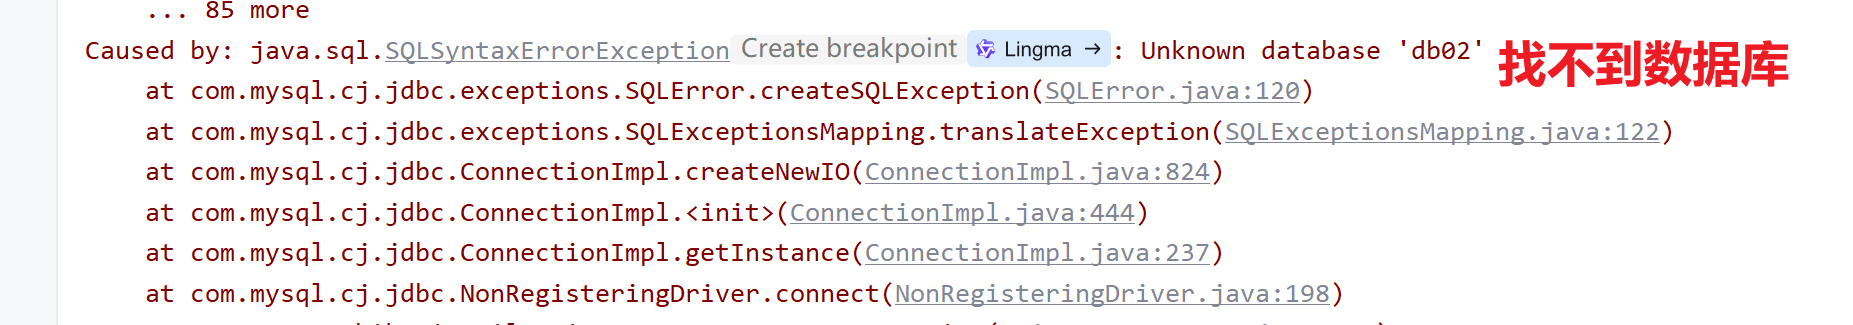 ... 85 more
Caused by: java.sql.SQLSyntaxErrorException Create breakpoint Lingma → : Unknown database 'db02' 找不到数据库
at com.mysql.cj.jdbc.exceptions.SQLError.createSQLException(SQLError.java:120)
at com.mysql.cj.jdbc.exceptions.SQLExceptionsMapping.translateException(SQLExceptionsMapping.java:122)
at com.mysql.cj.jdbc.ConnectionImpl.createNewIO(ConnectionImpl.java:824)
at com.mysql.cj.jdbc.ConnectionImpl.<init>(ConnectionImpl.java:444)
at com.mysql.cj.jdbc.ConnectionImpl.getInstance(ConnectionImpl.java:237)
at com.mysql.cj.jdbc.NonRegisteringDriver.connect(NonRegisteringDriver.java:198)